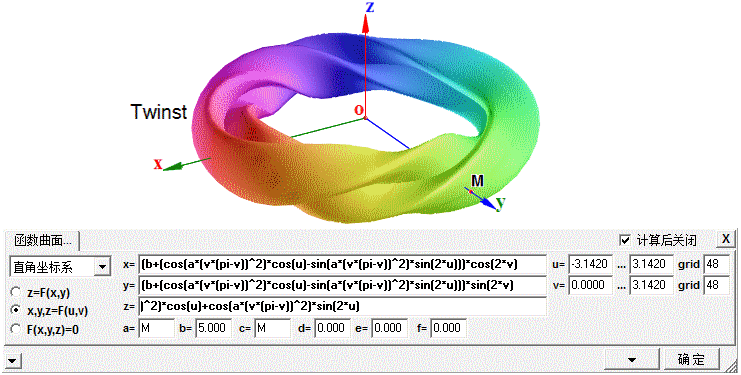 z
o
Twinst
x
M
y
函数曲面... 计算后关闭 X
直角坐标系 x= (b+(cos(a*(v*(pi-v))^2)*cos(u)-sin(a*(v*(pi-v))^2)*sin(2*u)))*cos(2*v) u= -3.1420 ... 3.1420 grid 48
z=F(x,y) y= (b+(cos(a*(v*(pi-v))^2)*cos(u)-sin(a*(v*(pi-v))^2)*sin(2*u)))*sin(2*v) v= 0.0000 ... 3.1420 grid 48
x,y,z=F(u,v) z= )^2)*cos(u)+cos(a*(v*(pi-v))^2)*sin(2*u)
F(x,y,z)=0 a= M b= 5.000 c= M d= 0.000 e= 0.000 f= 0.000
确定